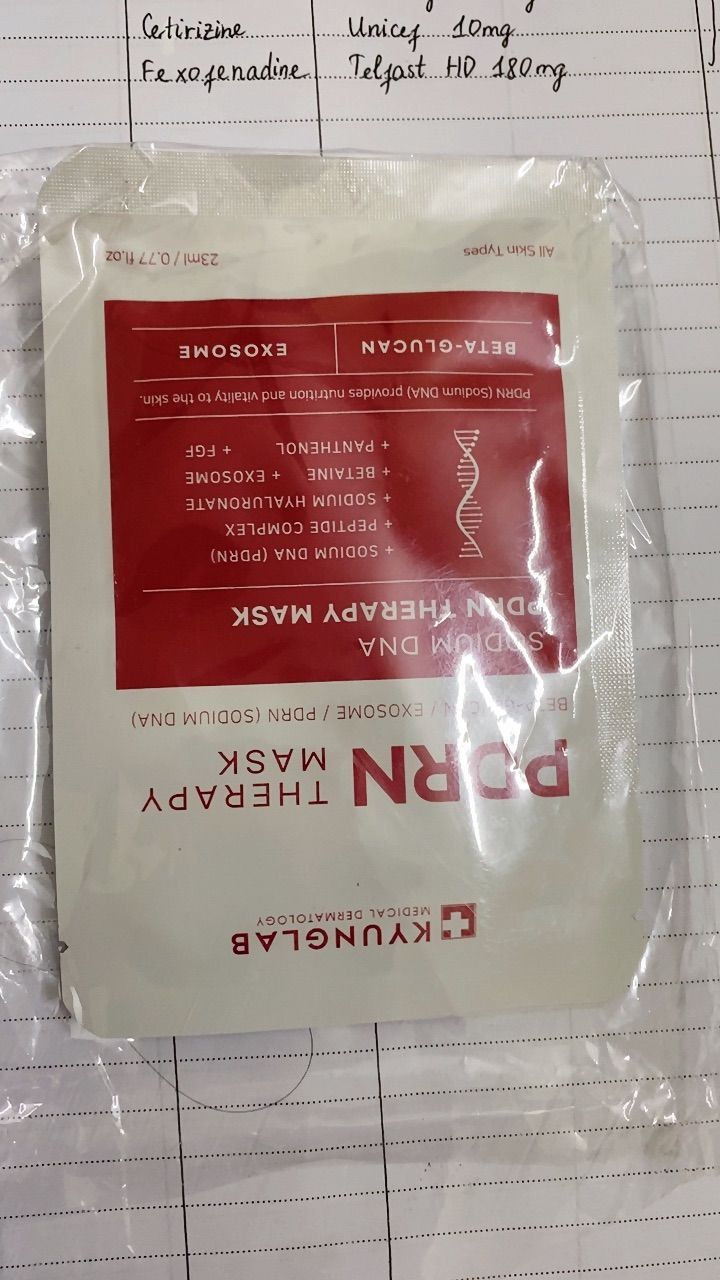 Cetirizine Unicef 10mg
Fexofenadine Telfast HD 180mg
KYUNGLAB
MEDICAL DERMATOLOGY
PDRN THERAPY
MASK
BETA-GLUCAN / EXOSOME / PDRN (SODIUM DNA)
SODIUM DNA
PDRN THERAPY MASK
+ SODIUM DNA (PDRN)
+ PEPTIDE COMPLEX
+ SODIUM HYALURONATE
+ BETAINE + EXOSOME
+ PANTHENOL + FGF
PDRN (Sodium DNA) provides nutrition and vitality to the skin.
BETA-GLUCAN EXOSOME
All Skin Types 23ml / 0.77 fl.oz